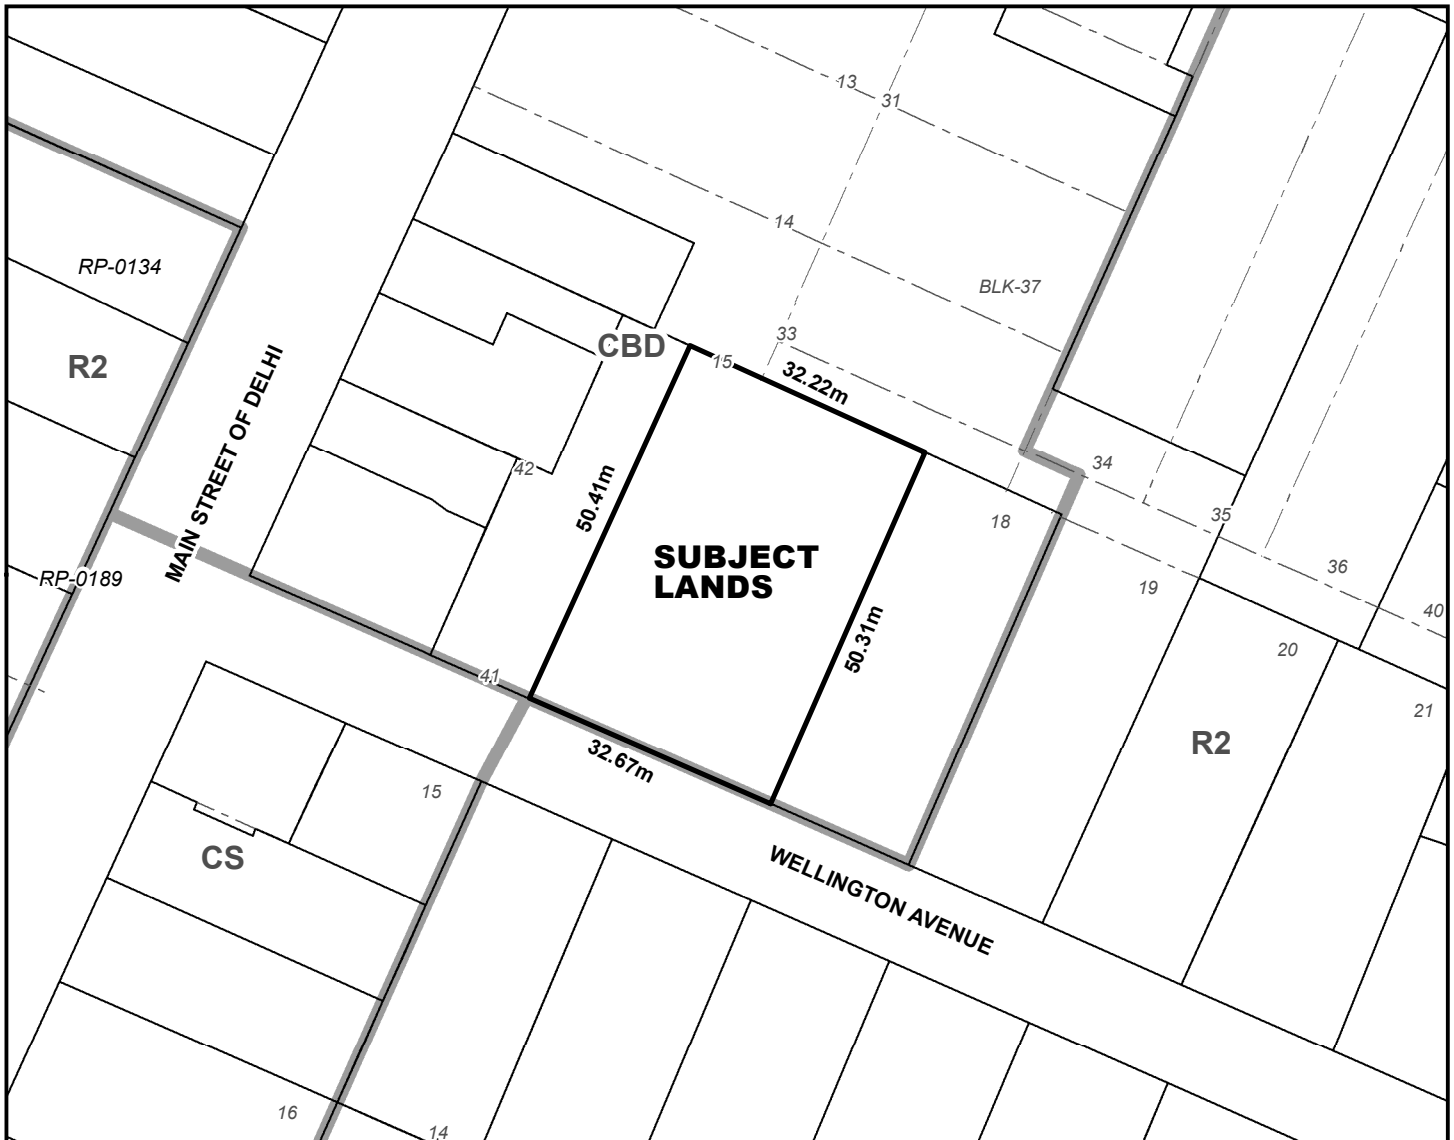 13
31
14
RP-0134
BLK-37
33
CBD
15
R2
32.22m
MAIN STREET OF DELHI
34
42
50.41m
35
18
SUBJECT
LANDS
36
RP-0189
19
40
50.31m
20
41
21
R2
32.67m
15
CS
WELLINGTON AVENUE
16
14